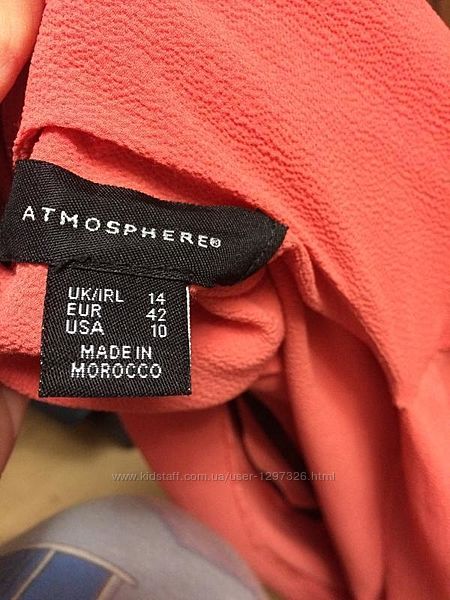 ATMOSPHERE®
UK/IRL 14
EUR 42
USA 10
MADE IN
MOROCCO
www.kidstaff.com.ua/user-1297326.html